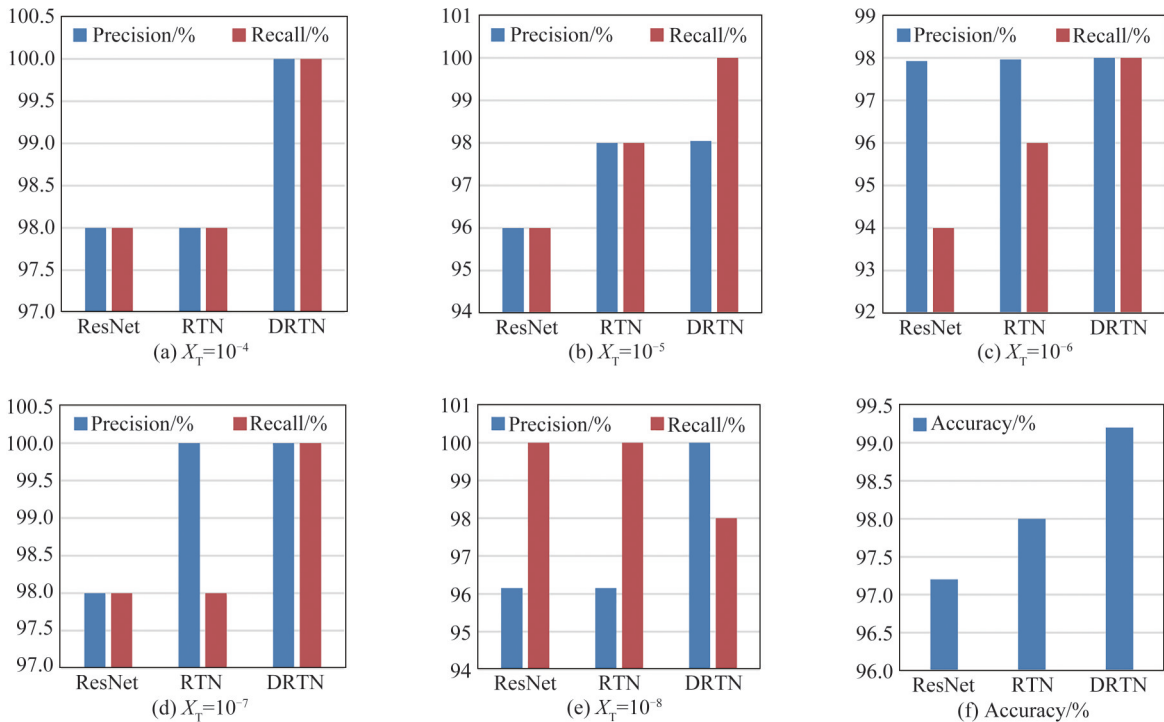 100.5
Precision/%
Recall/%
100.0
99.5
99.0
98.5
98.0
97.5
97.0
ResNet
RTN
DRTN
(a) X_T=10⁻⁴
101
Precision/%
Recall/%
100
99
98
97
96
95
94
ResNet
RTN
DRTN
(b) X_T=10⁻⁵
99
Precision/%
Recall/%
98
97
96
95
94
93
92
ResNet
RTN
DRTN
(c) X_T=10⁻⁶
100.5
Precision/%
Recall/%
100.0
99.5
99.0
98.5
98.0
97.5
97.0
ResNet
RTN
DRTN
(d) X_T=10⁻⁷
101
Precision/%
Recall/%
100
99
98
97
96
95
94
ResNet
RTN
DRTN
(e) X_T=10⁻⁸
99.5
Accuracy/%
99.0
98.5
98.0
97.5
97.0
96.5
96.0
ResNet
RTN
DRTN
(f) Accuracy/%